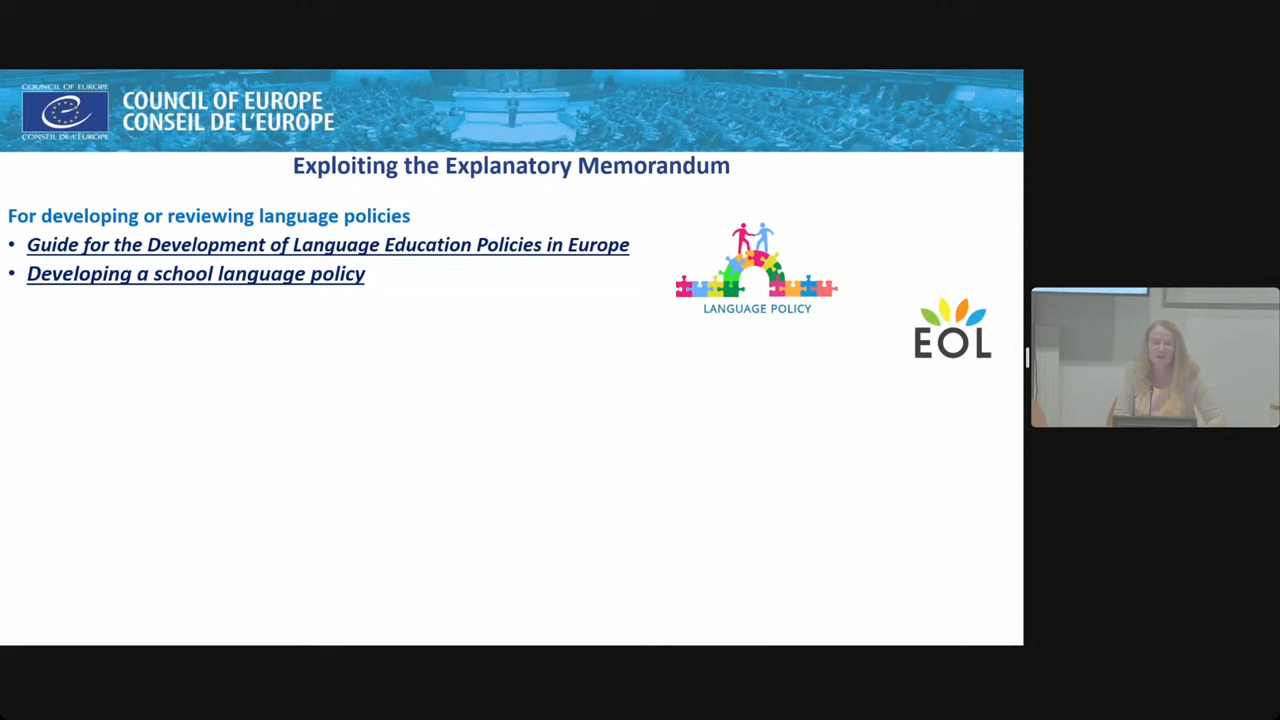 COUNCIL OF EUROPE
CONSEIL DE L'EUROPE
COUNCIL OF EUROPE
CONSEIL DE L'EUROPE
Exploiting the Explanatory Memorandum
For developing or reviewing language policies
• Guide for the Development of Language Education Policies in Europe
• Developing a school language policy
LANGUAGE POLICY
EOL